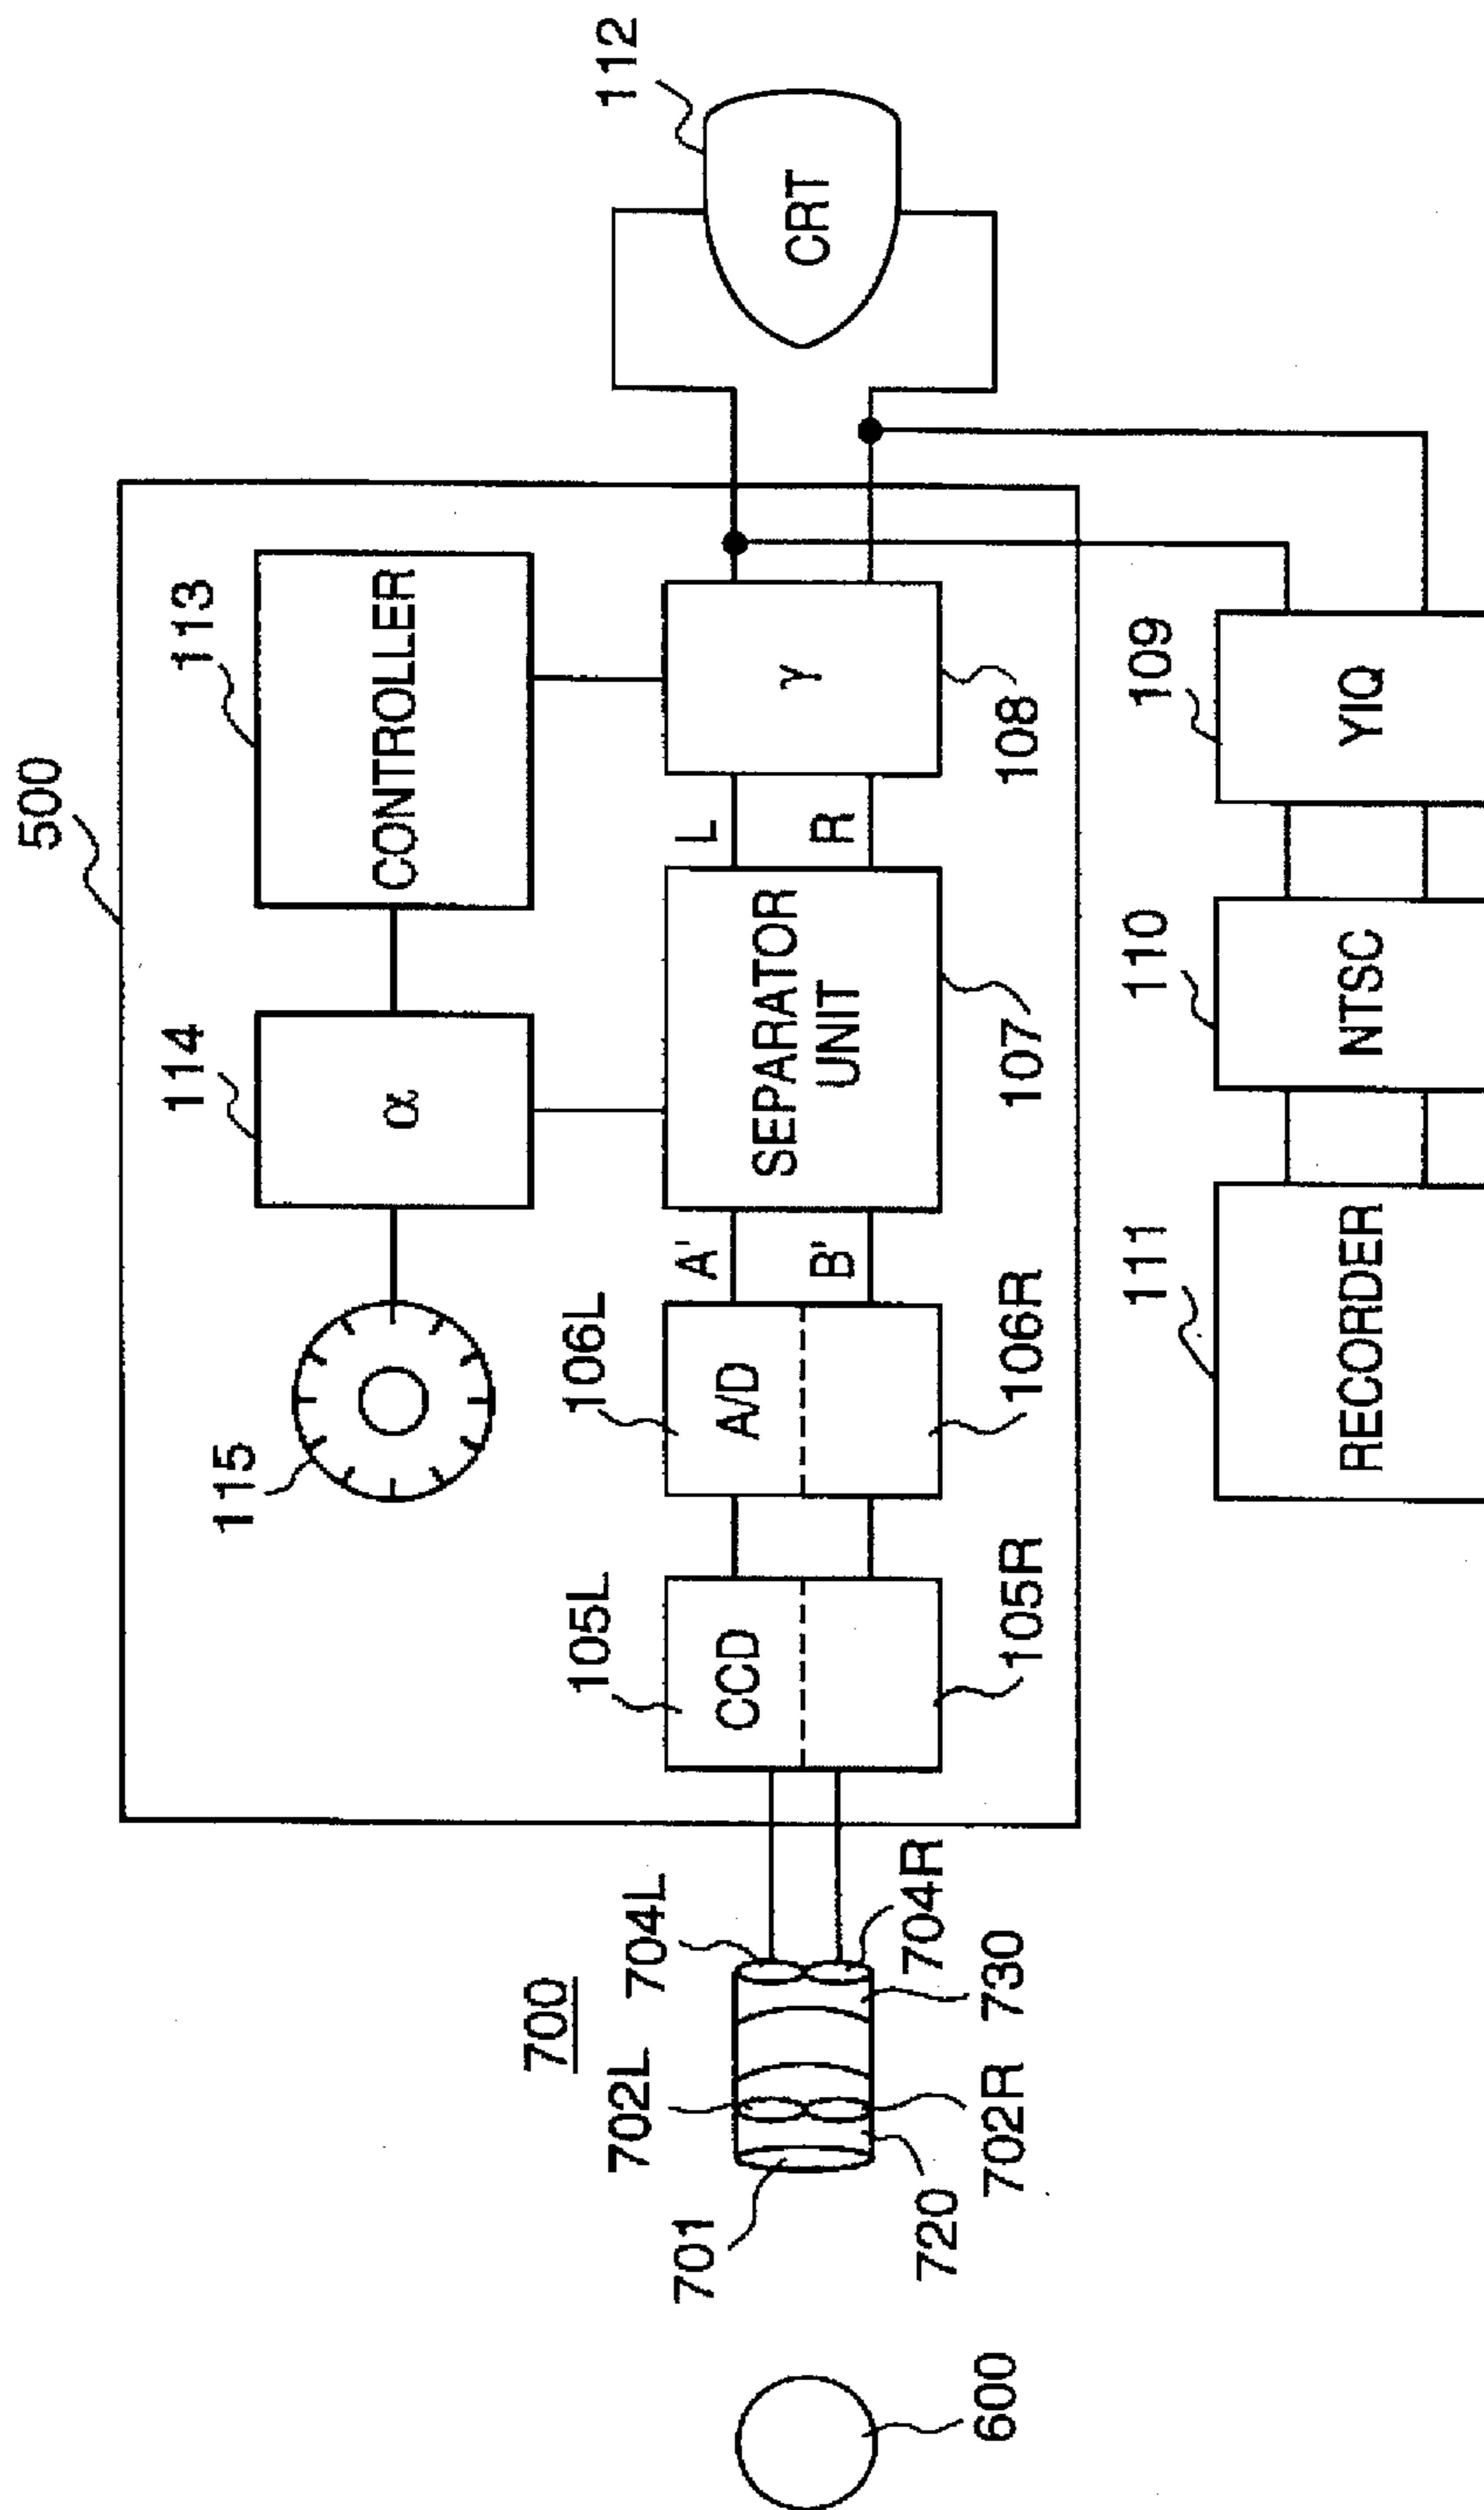 500
113
CONTROLLER
114
α
115
112
CRT
700
701
702L
704L
105L
CCD
106L
A/D
A'
B'
SEPARATOR
UNIT
L
R
γ
600
720
702R
730
704R
105R
106R
107
108
111
RECORDER
110
NTSC
109
YIQ